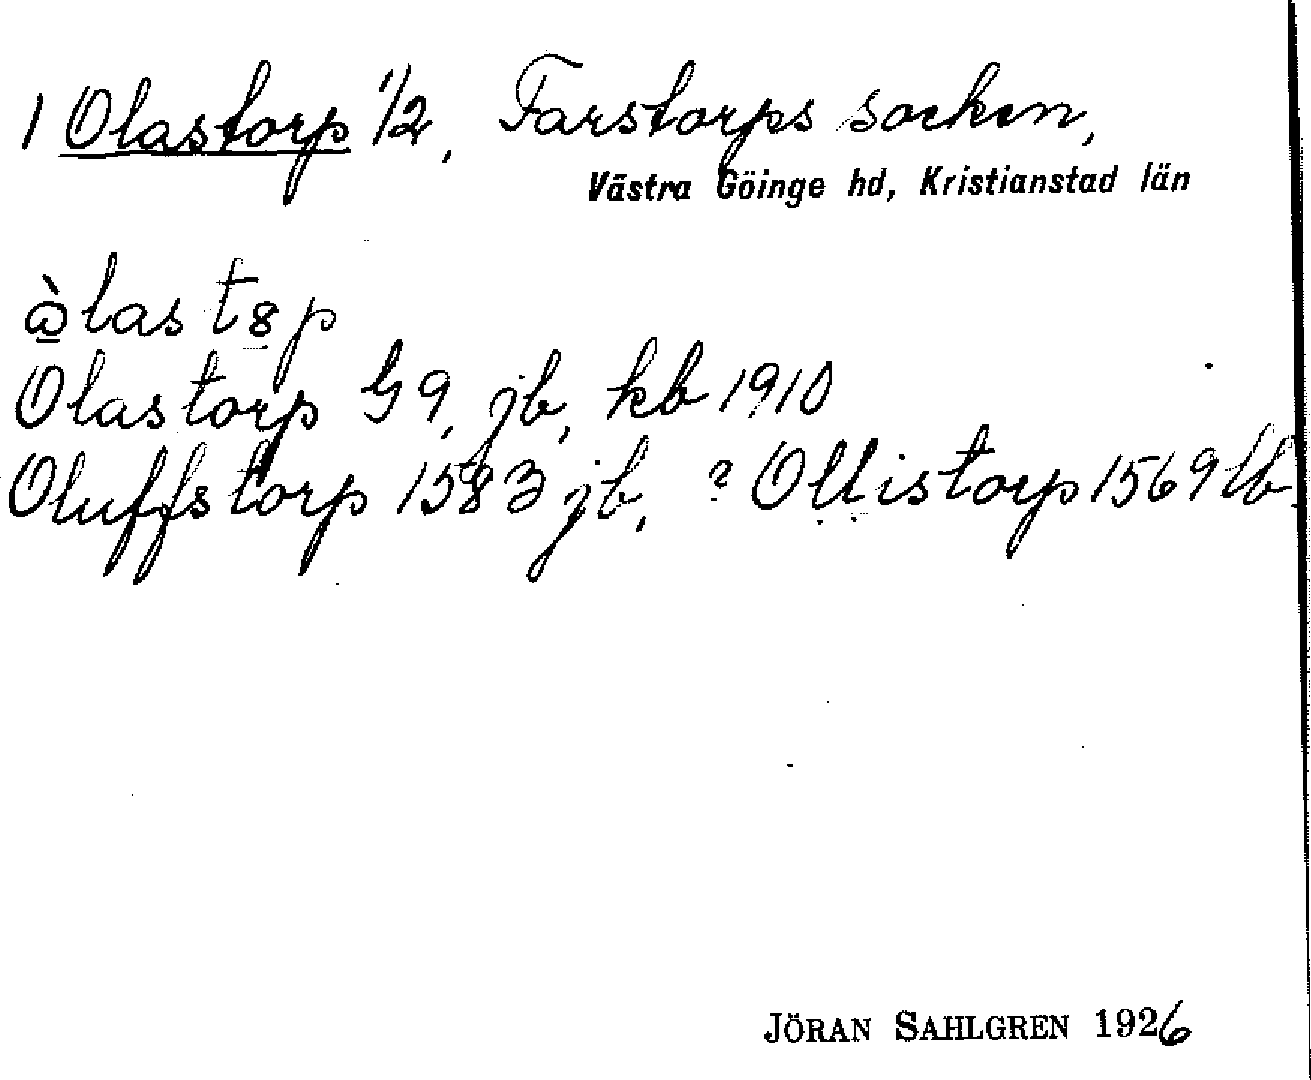 1 Olastorp 1/2, Farstorps socken,
Västra Göinge hd, Kristianstad län
Olastorp G9, jb, kb 1910
Oluffstorp 1583 jb, ? Ollistorp 1569 lb
JÖRAN SAHLGREN 1926